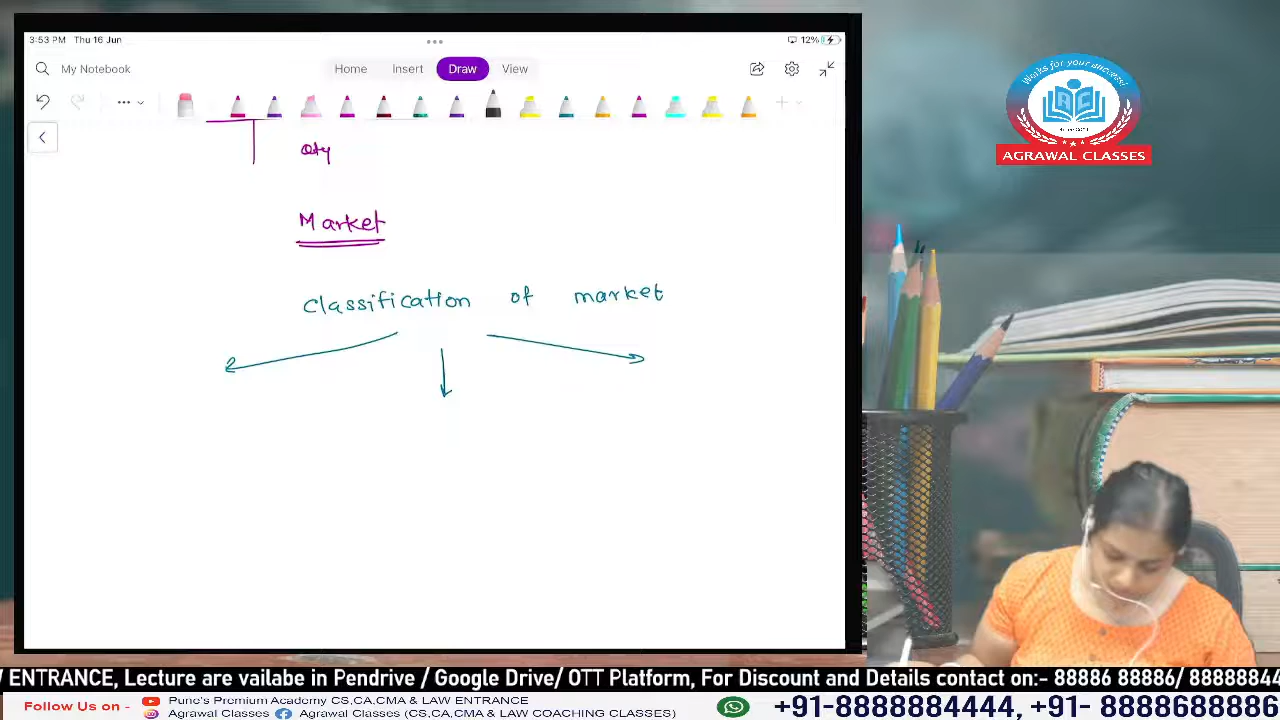 3:53 PM Thu 16 Jun
12%
My Notebook
Home Insert Draw View
Qty
Market
Classification of market
Works for your success!
AC
AGRAWAL CLASSES
/ ENTRANCE, Lecture are vailabe in Pendrive / Google Drive/ OTT Platform, For Discount and Details contact on:- 88886 88886/ 88888844
Follow Us on - Pune's Premium Academy CS,CA,CMA & LAW ENTRANCE
Agrawal Classes Agrawal Classes (CS,CA,CMA & LAW COACHING CLASSES)
+91-8888884444, +91- 8888688886